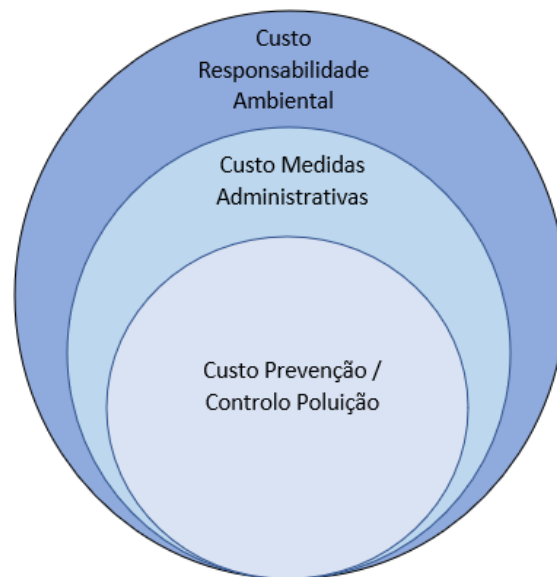 Custo
Responsabilidade
Ambiental
Custo Medidas
Administrativas
Custo Prevenção /
Controlo Poluição